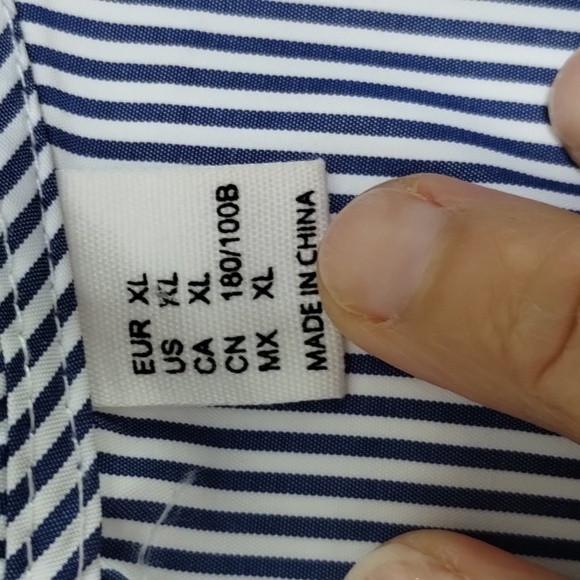 EUR XL
US XL
CA XL
CN 180/100B
MX XL
MADE IN CHINA